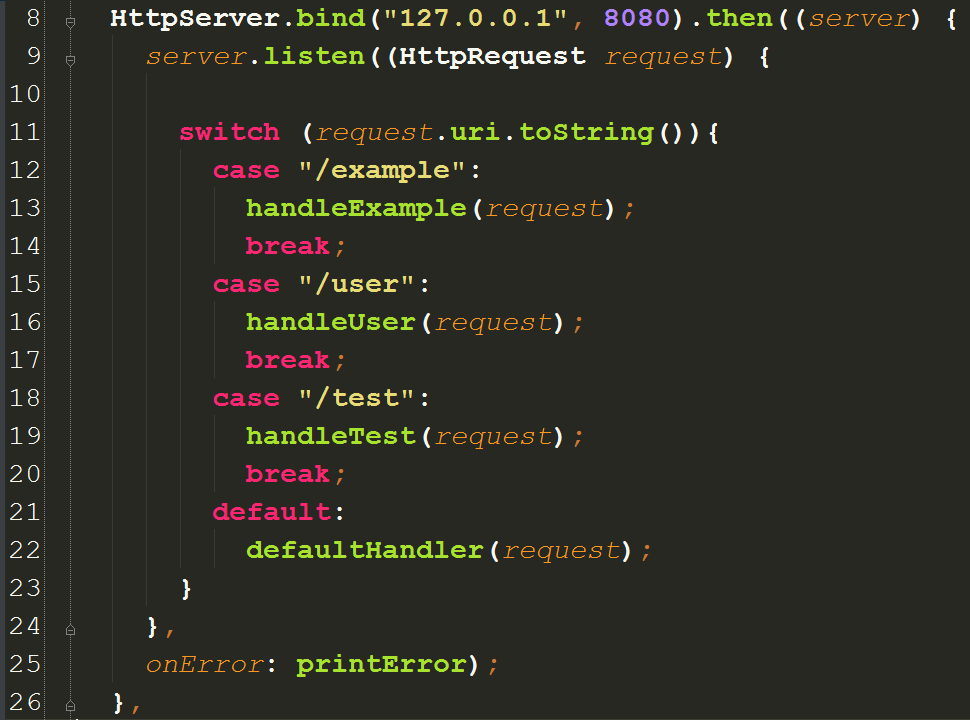 8 HttpServer.bind("127.0.0.1", 8080).then((server) {
9 server.listen((HttpRequest request) {
10
11 switch (request.uri.toString()){
12 case "/example":
13 handleExample(request);
14 break;
15 case "/user":
16 handleUser(request);
17 break;
18 case "/test":
19 handleTest(request);
20 break;
21 default:
22 defaultHandler(request);
23 }
24 },
25 onError: printError);
26 },